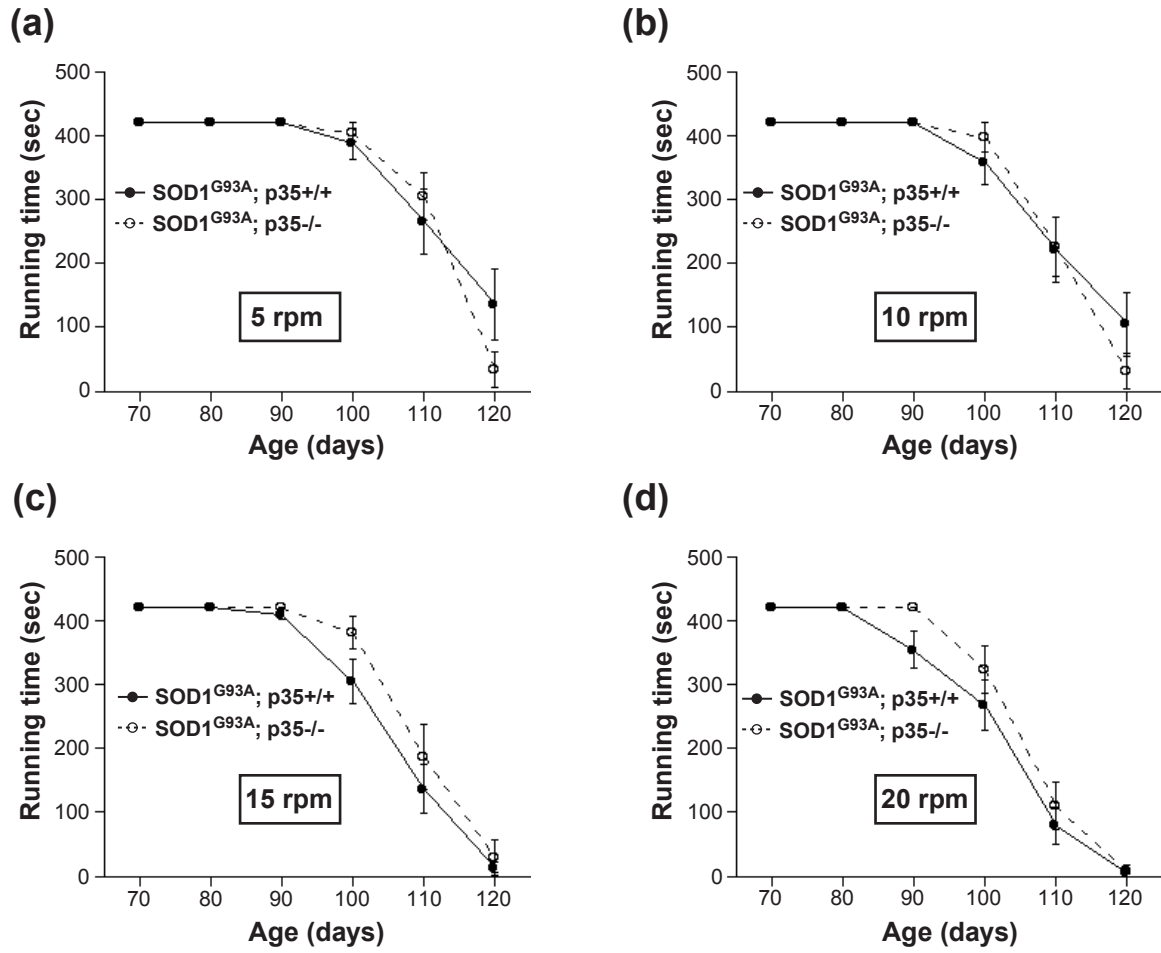 (a)
500
400
300
200
100
0
Running time (sec)
SOD1G93A; p35+/+
SOD1G93A; p35-/-
5 rpm
70 80 90 100 110 120
Age (days)
(b)
500
400
300
200
100
0
Running time (sec)
SOD1G93A; p35+/+
SOD1G93A; p35-/-
10 rpm
70 80 90 100 110 120
Age (days)
(c)
500
400
300
200
100
0
Running time (sec)
SOD1G93A; p35+/+
SOD1G93A; p35-/-
15 rpm
70 80 90 100 110 120
Age (days)
(d)
500
400
300
200
100
0
Running time (sec)
SOD1G93A; p35+/+
SOD1G93A; p35-/-
20 rpm
70 80 90 100 110 120
Age (days)